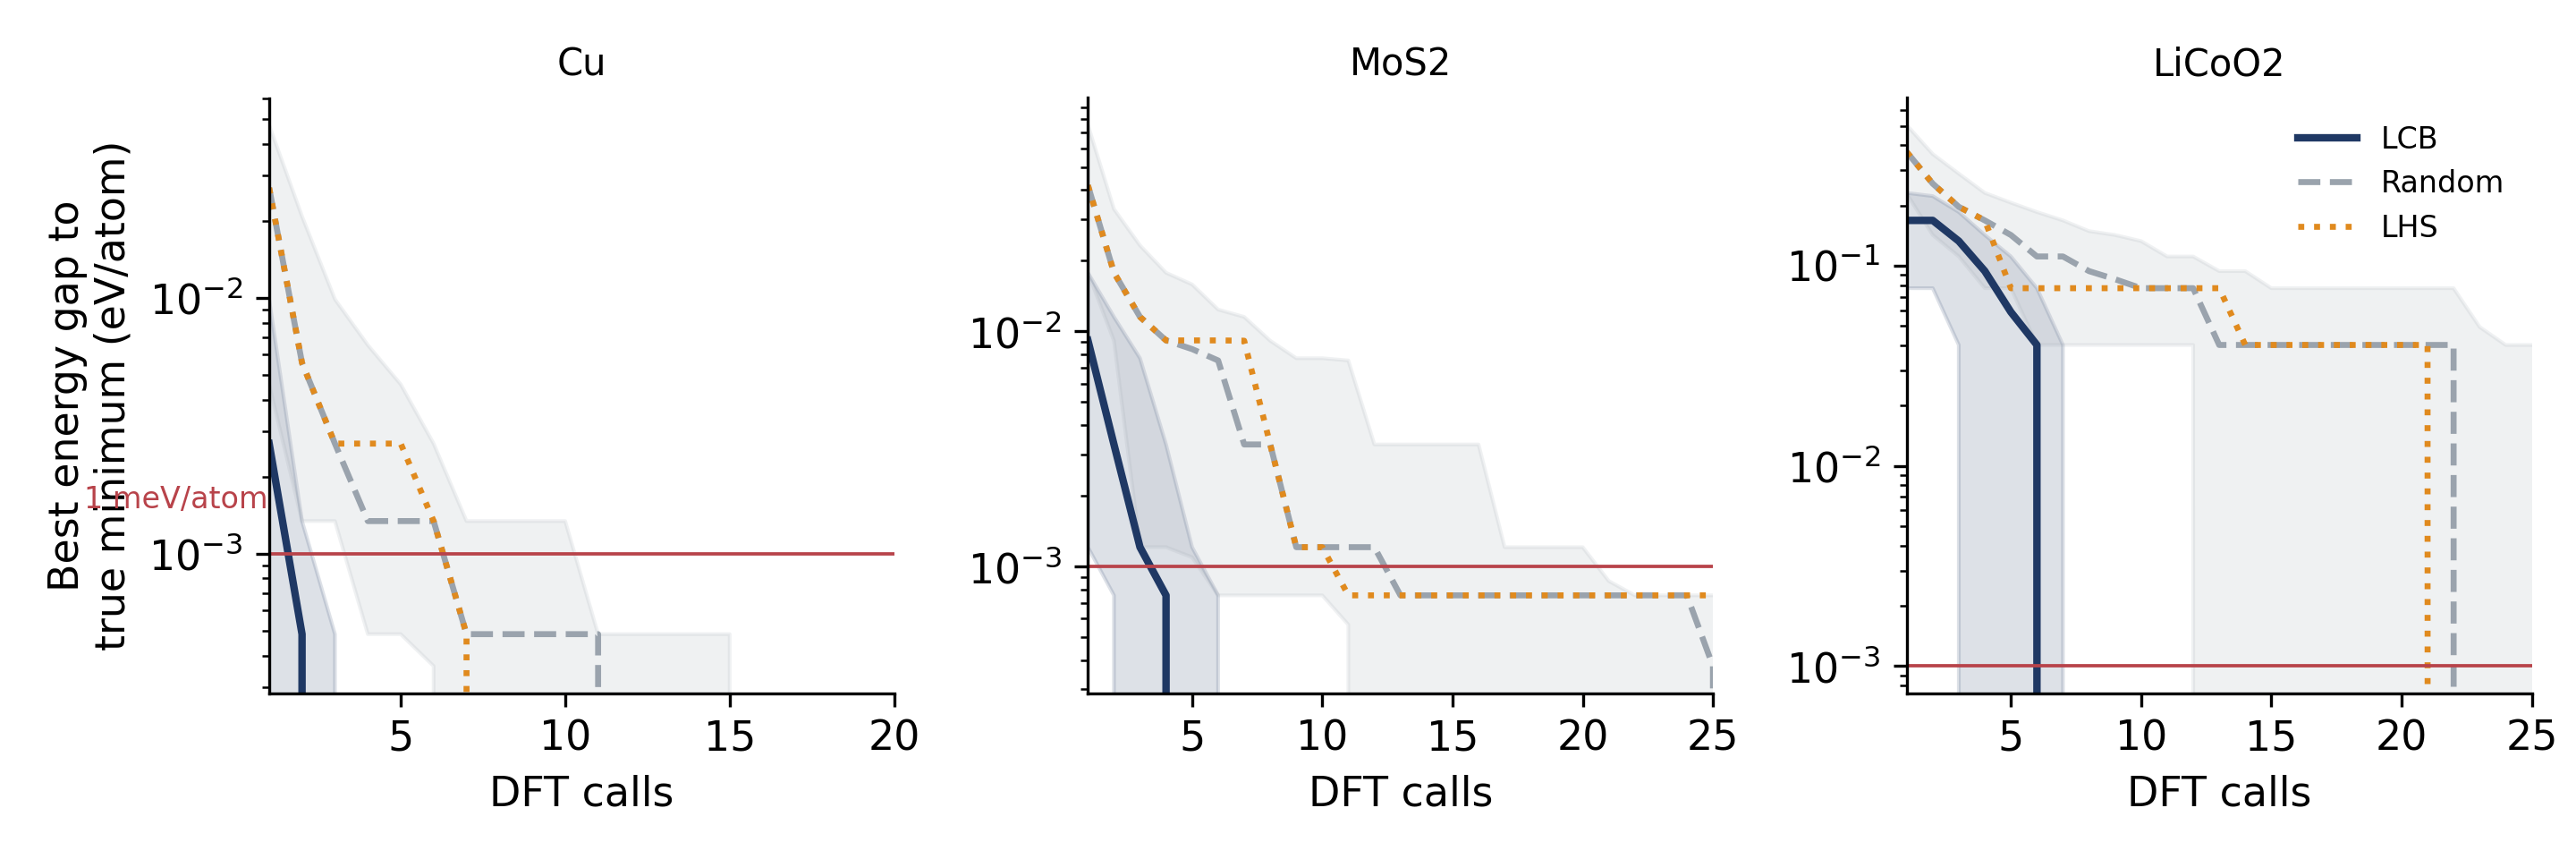 Cu
MoS2
LiCoO2
Best energy gap to
true minimum (eV/atom)
10⁻²
10⁻³
1 meV/atom
5 10 15 20
DFT calls
10⁻²
10⁻³
5 10 15 20 25
DFT calls
10⁻¹
10⁻²
10⁻³
LCB
Random
LHS
5 10 15 20 25
DFT calls